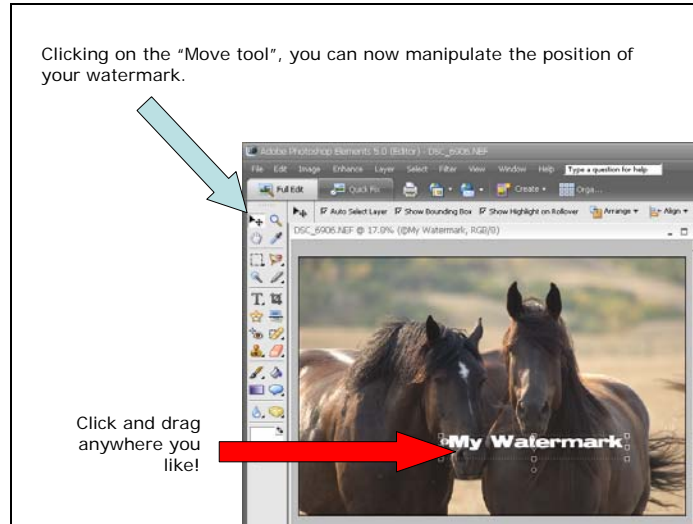 Clicking on the “Move tool”, you can now manipulate the position of
your watermark.
Adobe Photoshop Elements 5.0 (Editor) - DSC_6906.NEF
File Edit Image Enhance Layer Select Filter View Window Help Type a question for help
Full Edit Quick Fix Create Orga...
Auto Select Layer Show Bounding Box Show Highlight on Rollover Arrange Align
DSC_6906.NEF @ 17.8% (@My Watermark, RGB/8)
T
Click and drag
anywhere you
like!
My Watermark